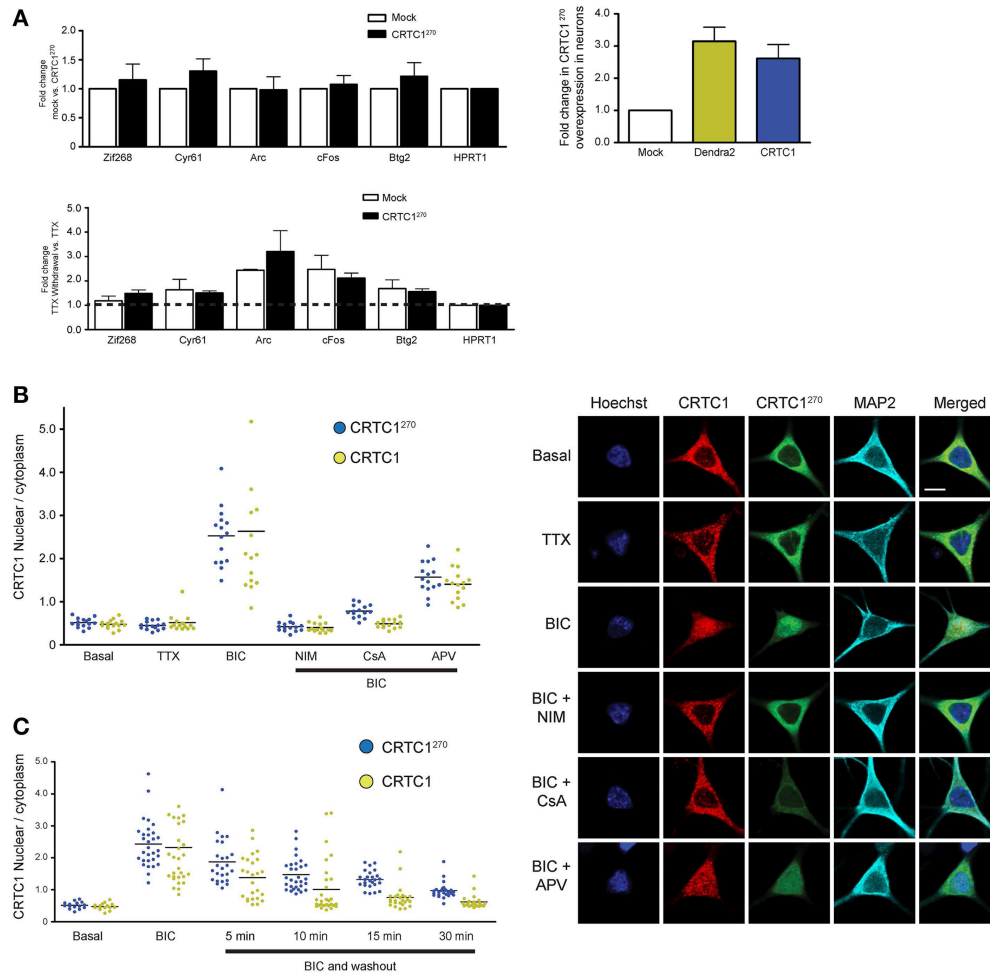 A
Mock
CRTC1²⁷⁰
Fold change
mock vs. CRTC1²⁷⁰
2.0
1.5
1.0
0.5
0
Zif268 Cyr61 Arc cFos Btg2 HPRT1
Fold change in CRTC1²⁷⁰
overexpression in neurons
4.0
3.0
2.0
1.0
0
Mock Dendra2 CRTC1
Mock
CRTC1²⁷⁰
Fold change
TTX Withdrawal vs. TTX
5.0
4.0
3.0
2.0
1.0
0.0
Zif268 Cyr61 Arc cFos Btg2 HPRT1
B
CRTC1 Nuclear / cytoplasm
5.0
4.0
3.0
2.0
1.0
0
CRTC1²⁷⁰
CRTC1
Basal TTX BIC NIM CsA APV
BIC
Hoechst CRTC1 CRTC1²⁷⁰ MAP2 Merged
Basal
TTX
BIC
BIC +
NIM
BIC +
CsA
BIC +
APV
C
CRTC1 Nuclear / cytoplasm
5.0
4.0
3.0
2.0
1.0
0
CRTC1²⁷⁰
CRTC1
Basal BIC 5 min 10 min 15 min 30 min
BIC and washout